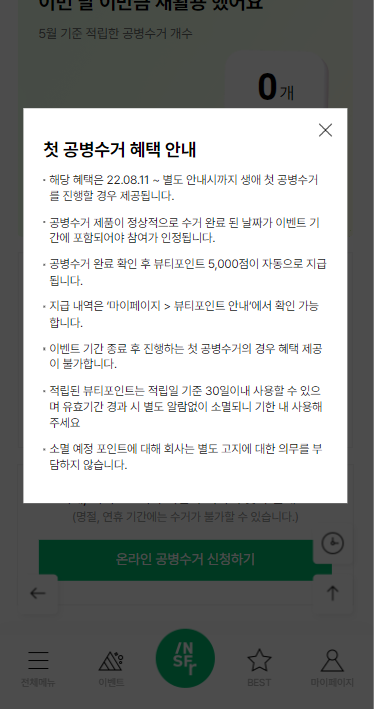 이번 달 이만큼 재활용 했어요
5월 기준 적립한 공병수거 개수
0 개
첫 공병수거 혜택 안내
• 해당 혜택은 22.08.11 ~ 별도 안내시까지 생애 첫 공병수거
를 진행할 경우 제공됩니다.
• 공병수거 제품이 정상적으로 수거 완료 된 날짜가 이벤트 기
간에 포함되어야 참여가 인정됩니다.
• 공병수거 완료 확인 후 뷰티포인트 5,000점이 자동으로 지급
됩니다.
• 지급 내역은 ‘마이페이지 > 뷰티포인트 안내’에서 확인 가능
합니다.
• 이벤트 기간 종료 후 진행하는 첫 공병수거의 경우 혜택 제공
이 불가합니다.
• 적립된 뷰티포인트는 적립일 기준 30일이내 사용할 수 있으
며 유효기간 경과 시 별도 알람없이 소멸되니 기한 내 사용해
주세요
• 소멸 예정 포인트에 대해 회사는 별도 고지에 대한 의무를 부
담하지 않습니다.
(명절, 연휴 기간에는 수거가 불가할 수 있습니다.)
온라인 공병수거 신청하기
INSFr
전체메뉴
이벤트
BEST
마이페이지